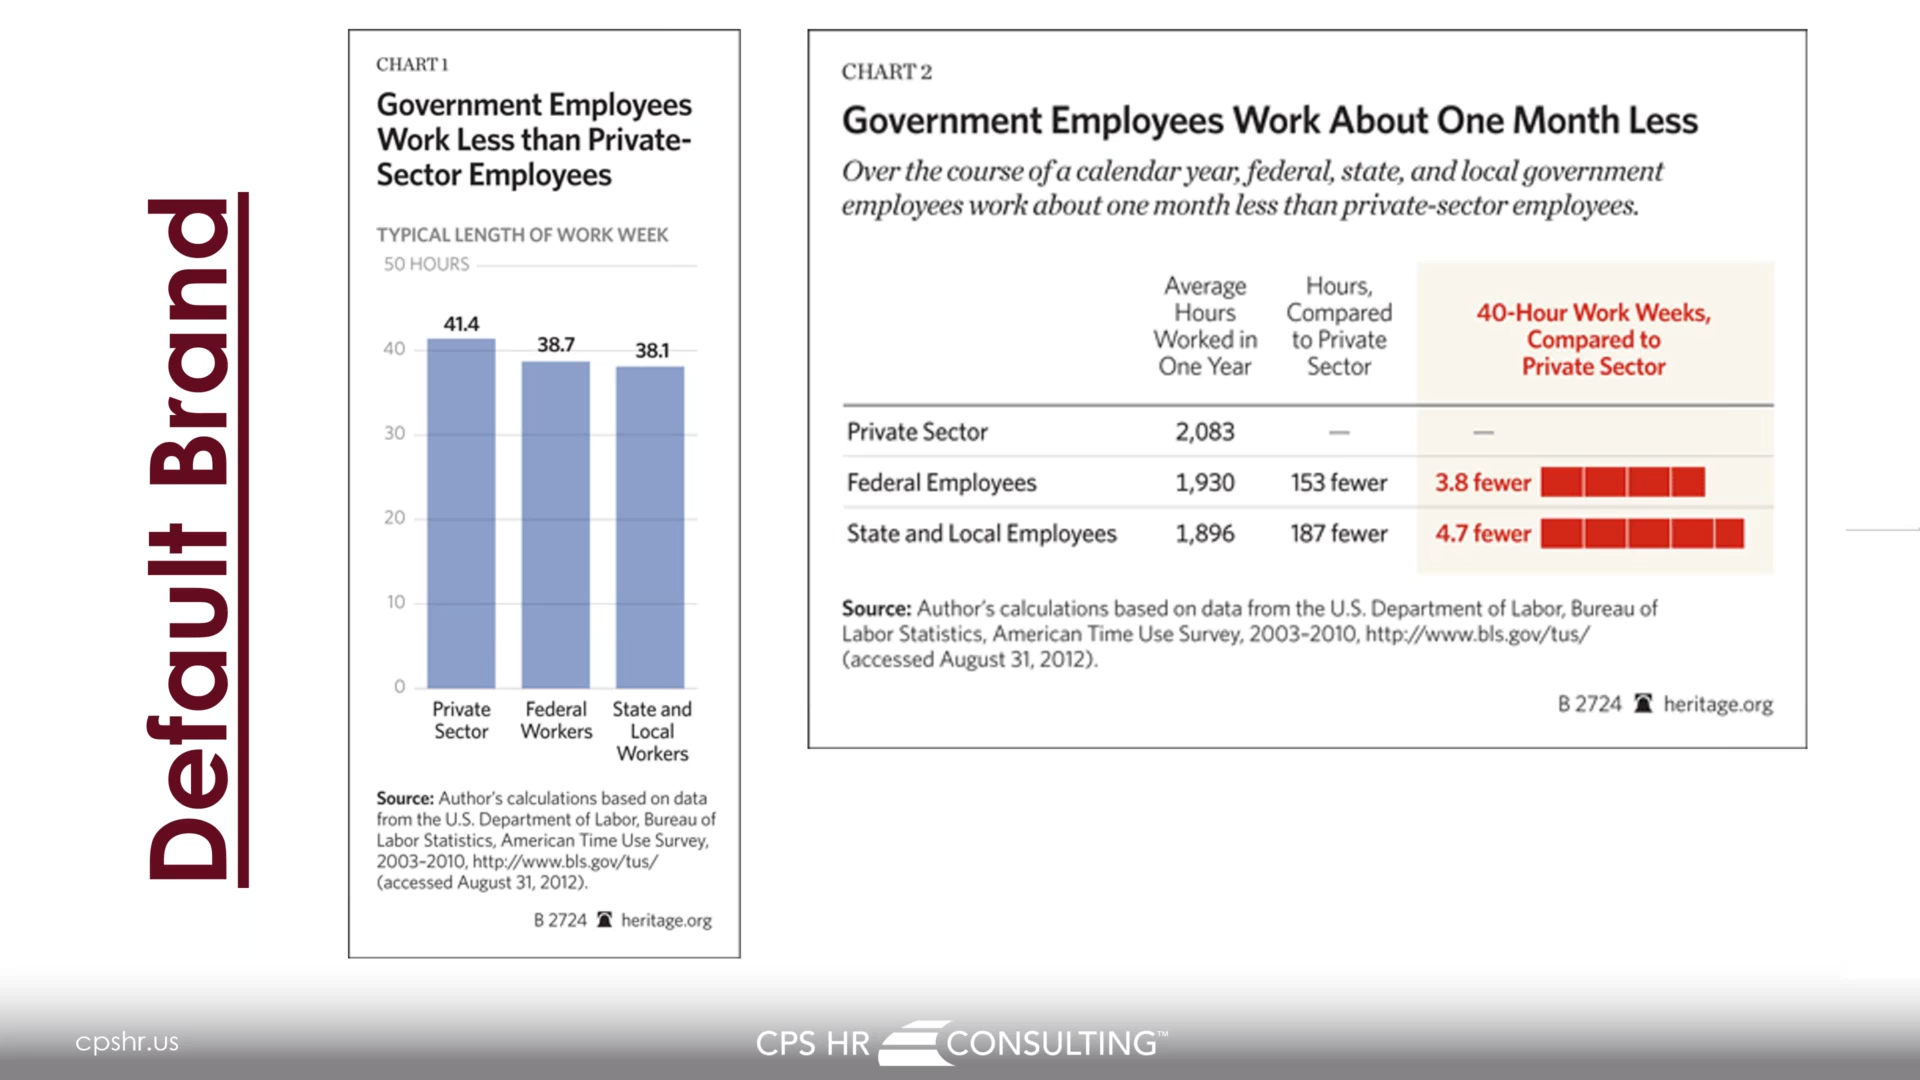 Default Brand
CHART 1
Government Employees
Work Less than Private-
Sector Employees
TYPICAL LENGTH OF WORK WEEK
50 HOURS
41.4
38.7
38.1
40
30
20
10
0
Private
Sector
Federal
Workers
State and
Local
Workers
Source: Author's calculations based on data
from the U.S. Department of Labor, Bureau of
Labor Statistics, American Time Use Survey,
2003–2010, http://www.bls.gov/tus/
(accessed August 31, 2012).
B 2724 heritage.org
CHART 2
Government Employees Work About One Month Less
Over the course of a calendar year, federal, state, and local government
employees work about one month less than private-sector employees.
Average
Hours
Worked in
One Year
Hours,
Compared
to Private
Sector
40-Hour Work Weeks,
Compared to
Private Sector
Private Sector 2,083 — —
Federal Employees 1,930 153 fewer 3.8 fewer
State and Local Employees 1,896 187 fewer 4.7 fewer
Source: Author's calculations based on data from the U.S. Department of Labor, Bureau of
Labor Statistics, American Time Use Survey, 2003–2010, http://www.bls.gov/tus/
(accessed August 31, 2012).
B 2724 heritage.org
cpshr.us
CPS HR CONSULTING™